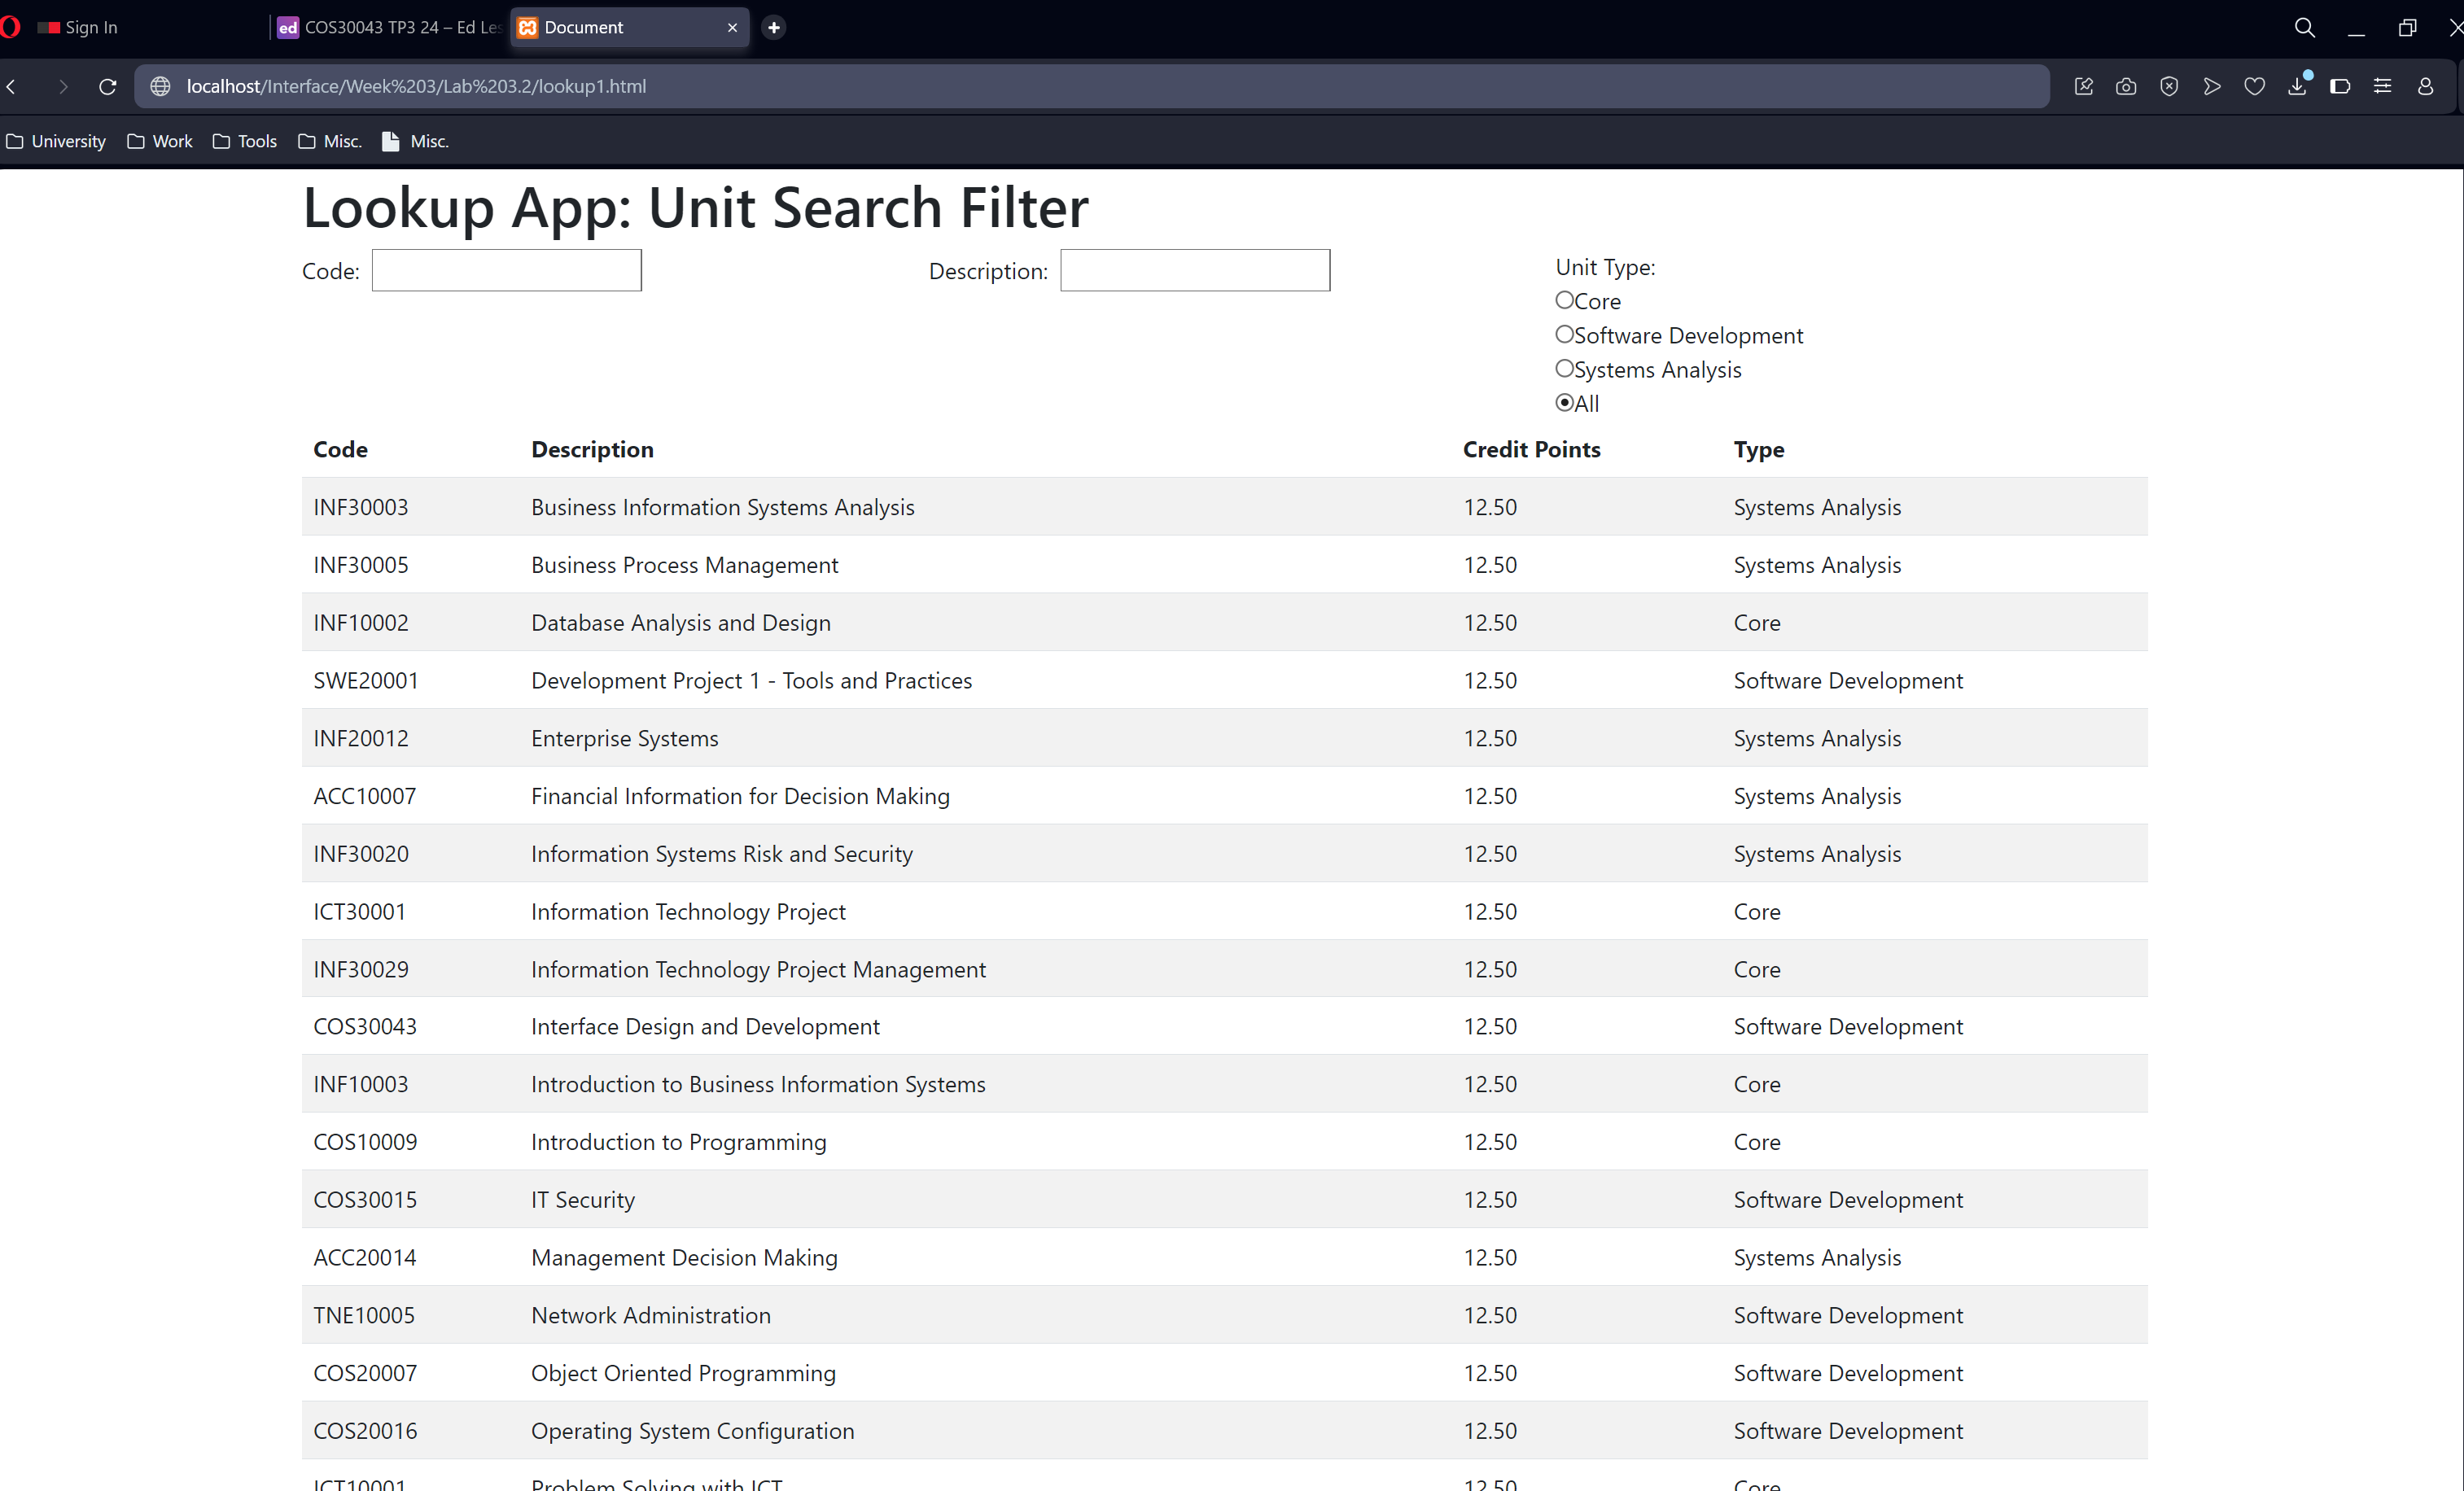 Sign In
ed COS30043 TP3 24 – Ed Les
Document
localhost/Interface/Week%203/Lab%203.2/lookup1.html
University Work Tools Misc. Misc.
Lookup App: Unit Search Filter
Code: Description: Unit Type:
Core
Software Development
Systems Analysis
All
Code Description Credit Points Type
INF30003 Business Information Systems Analysis 12.50 Systems Analysis
INF30005 Business Process Management 12.50 Systems Analysis
INF10002 Database Analysis and Design 12.50 Core
SWE20001 Development Project 1 - Tools and Practices 12.50 Software Development
INF20012 Enterprise Systems 12.50 Systems Analysis
ACC10007 Financial Information for Decision Making 12.50 Systems Analysis
INF30020 Information Systems Risk and Security 12.50 Systems Analysis
ICT30001 Information Technology Project 12.50 Core
INF30029 Information Technology Project Management 12.50 Core
COS30043 Interface Design and Development 12.50 Software Development
INF10003 Introduction to Business Information Systems 12.50 Core
COS10009 Introduction to Programming 12.50 Core
COS30015 IT Security 12.50 Software Development
ACC20014 Management Decision Making 12.50 Systems Analysis
TNE10005 Network Administration 12.50 Software Development
COS20007 Object Oriented Programming 12.50 Software Development
COS20016 Operating System Configuration 12.50 Software Development
ICT10001 Problem Solving with ICT 12.50 Core